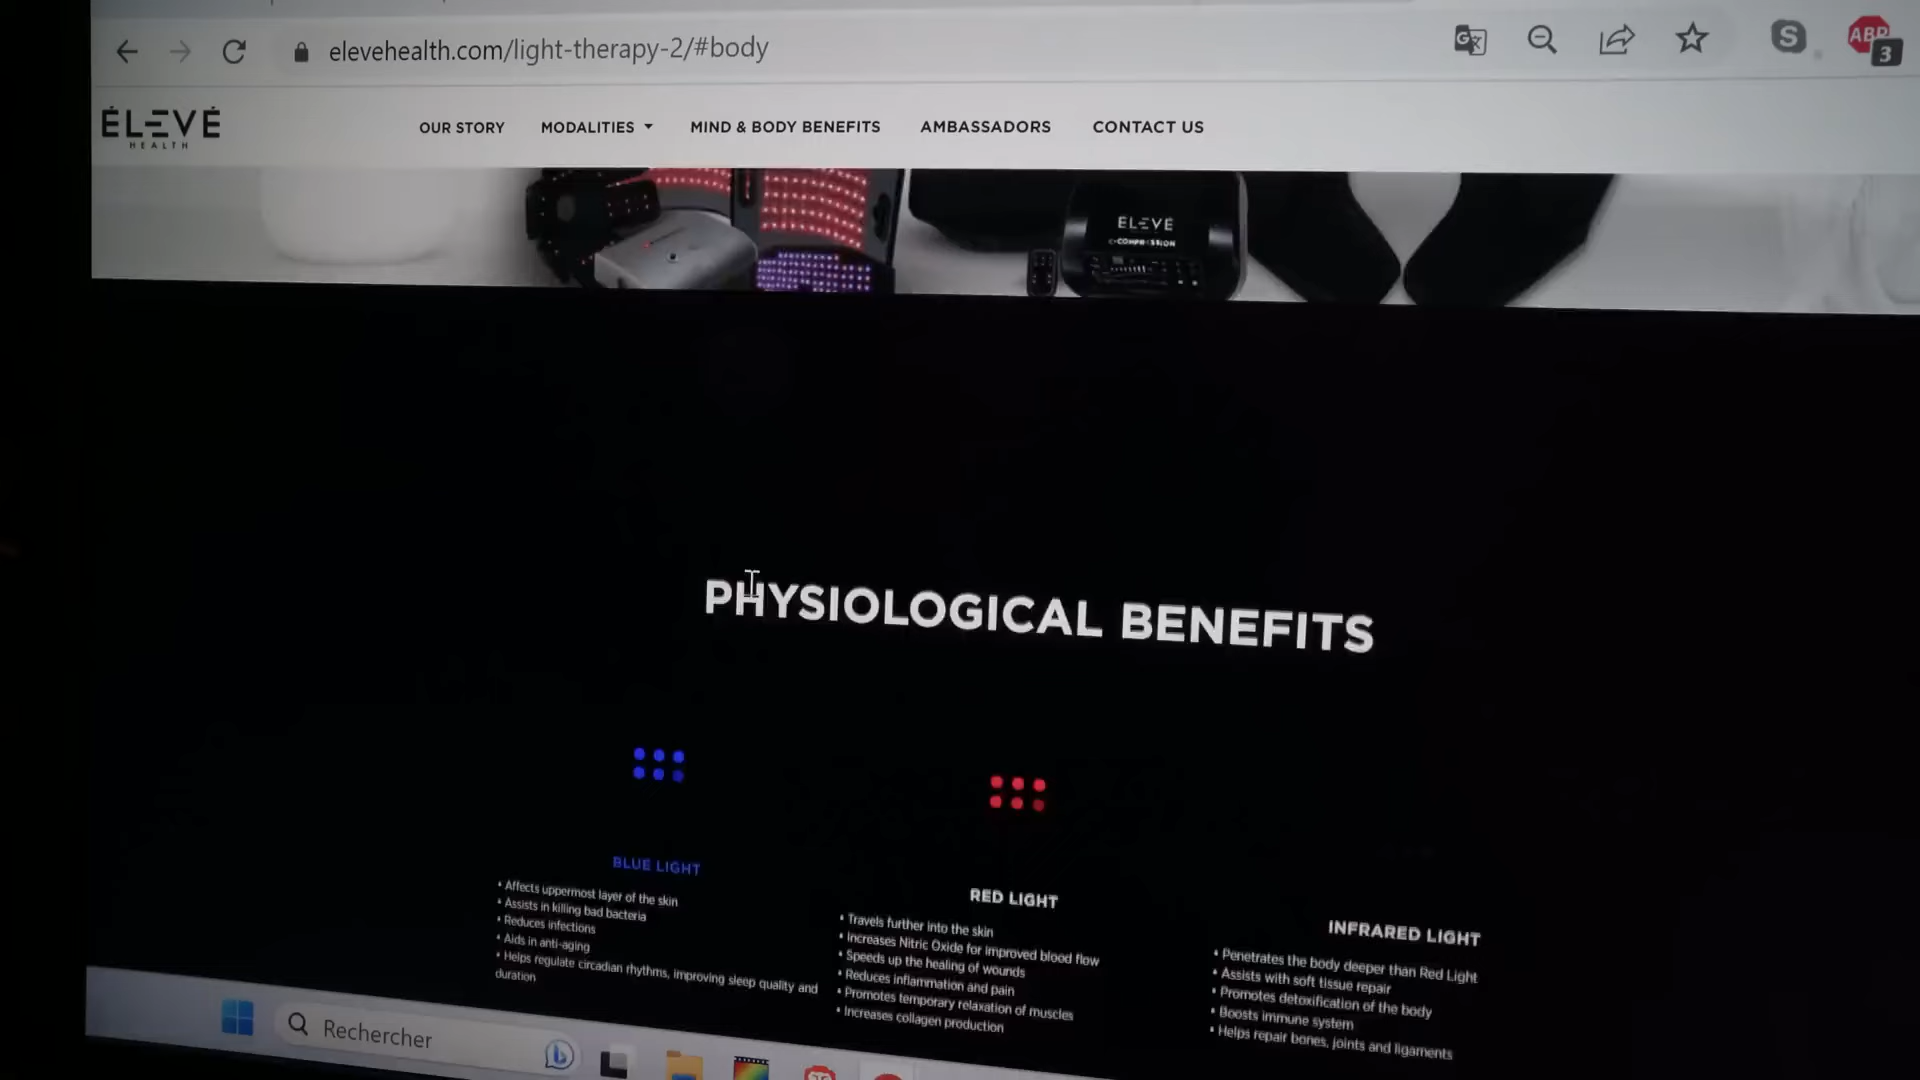 elevehealth.com/light-therapy-2/#body
ABP
3
ÉLEVÉ
HEALTH
OUR STORY
MODALITIES
MIND & BODY BENEFITS
AMBASSADORS
CONTACT US
ÉLEVÉ
PHYSIOLOGICAL BENEFITS
BLUE LIGHT
• Affects uppermost layer of the skin
• Assists in killing bad bacteria
• Reduces infections
• Aids in anti-aging
• Helps regulate circadian rhythms, improving sleep quality and
duration
RED LIGHT
• Travels further into the skin
• Increases Nitric Oxide for improved blood flow
• Speeds up the healing of wounds
• Reduces inflammation and pain
• Promotes temporary relaxation of muscles
• Increases collagen production
INFRARED LIGHT
• Penetrates the body deeper than Red Light
• Assists with soft tissue repair
• Promotes detoxification of the body
• Boosts immune system
• Helps repair bones, joints and ligaments
Rechercher